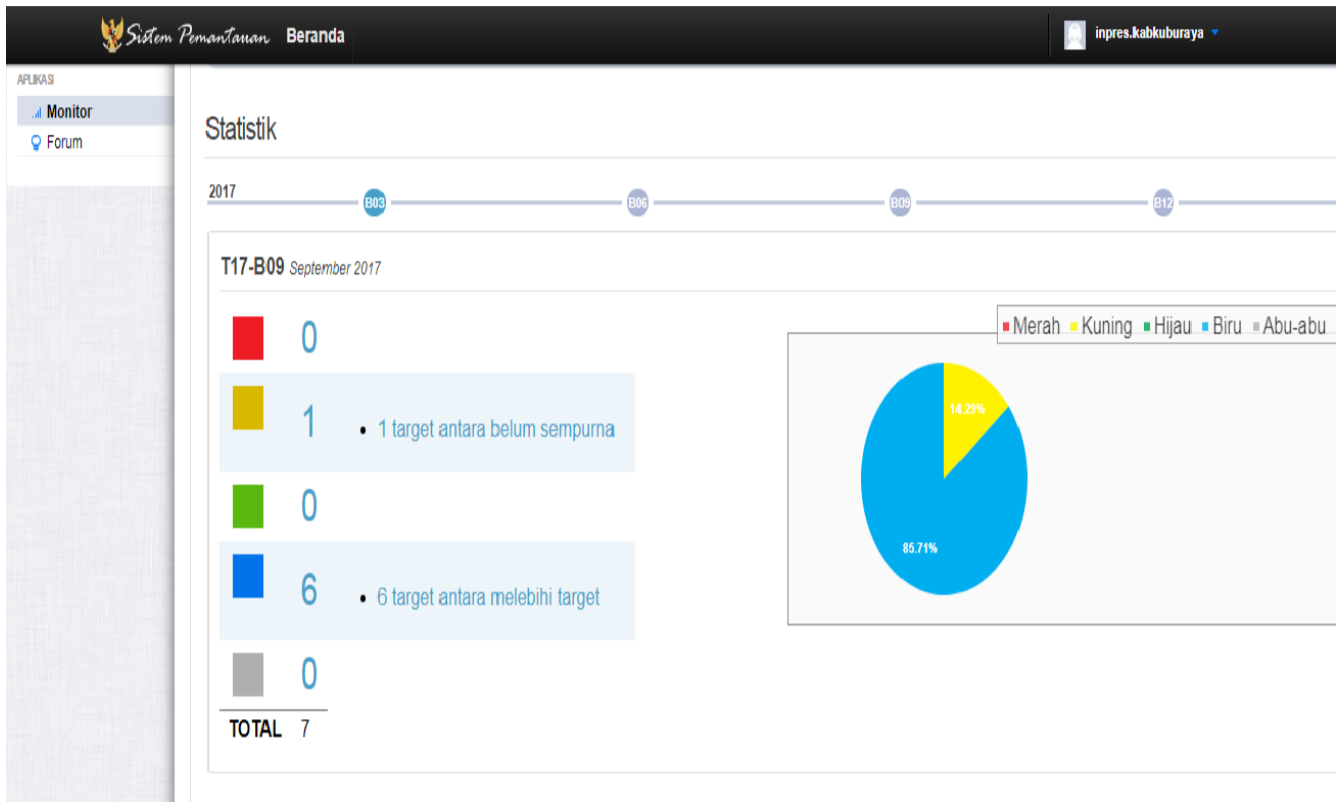 Sistem Pemantauan Beranda inpres.kabkuburaya
APLIKASI
Monitor
Forum
Statistik
2017 B03 B06 B09 B12
T17-B09 September 2017
Merah Kuning Hijau Biru Abu-abu
0
1 • 1 target antara belum sempurna
0
6 • 6 target antara melebihi target
0
TOTAL 7
14.29%
85.71%